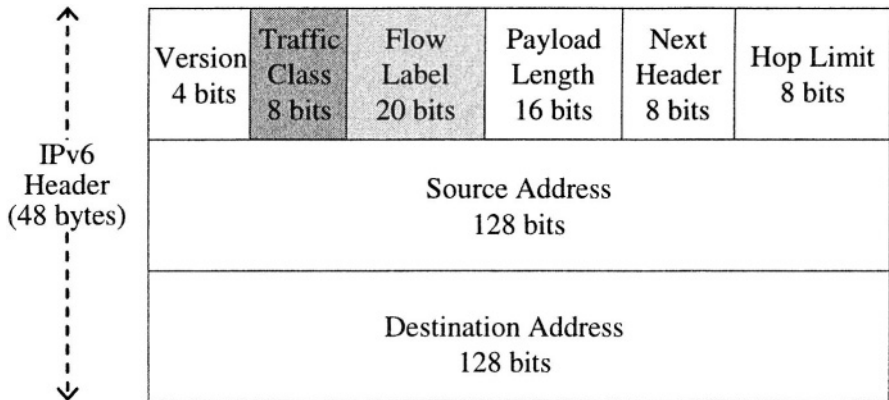 IPv6
Header
(48 bytes)
Version
4 bits
Traffic
Class
8 bits
Flow
Label
20 bits
Payload
Length
16 bits
Next
Header
8 bits
Hop Limit
8 bits
Source Address
128 bits
Destination Address
128 bits